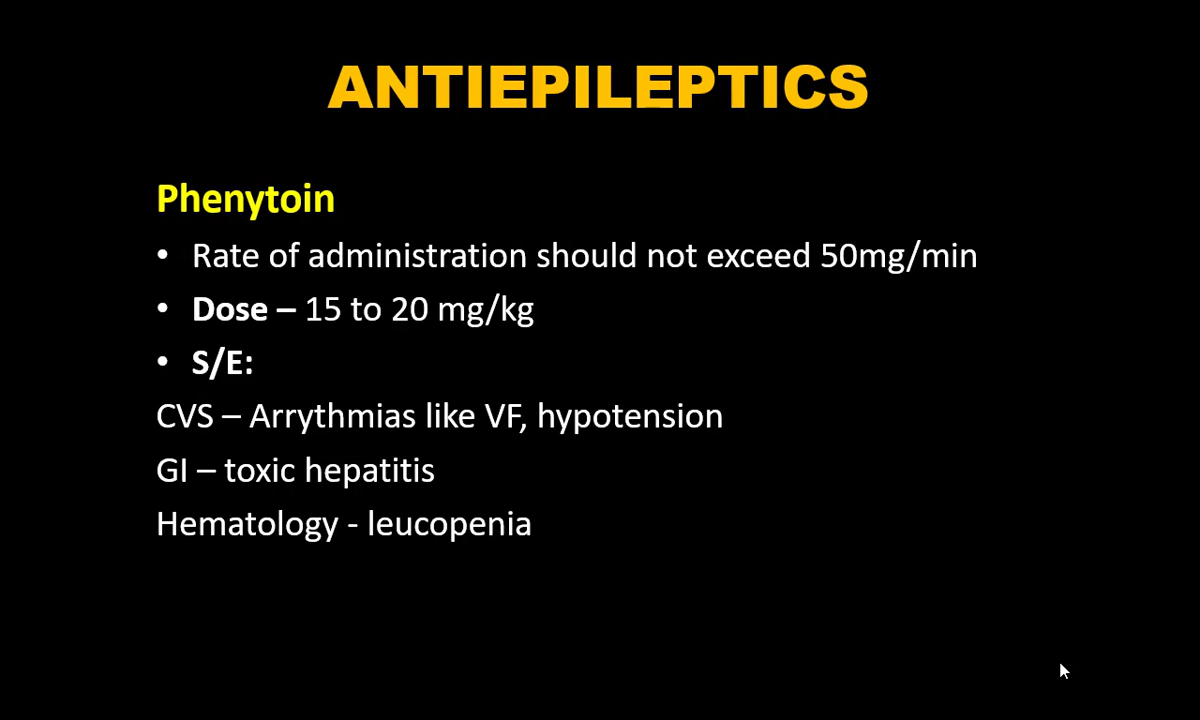 ANTIEPILEPTICS
Phenytoin
• Rate of administration should not exceed 50mg/min
• Dose – 15 to 20 mg/kg
• S/E:
CVS – Arrythmias like VF, hypotension
GI – toxic hepatitis
Hematology - leucopenia